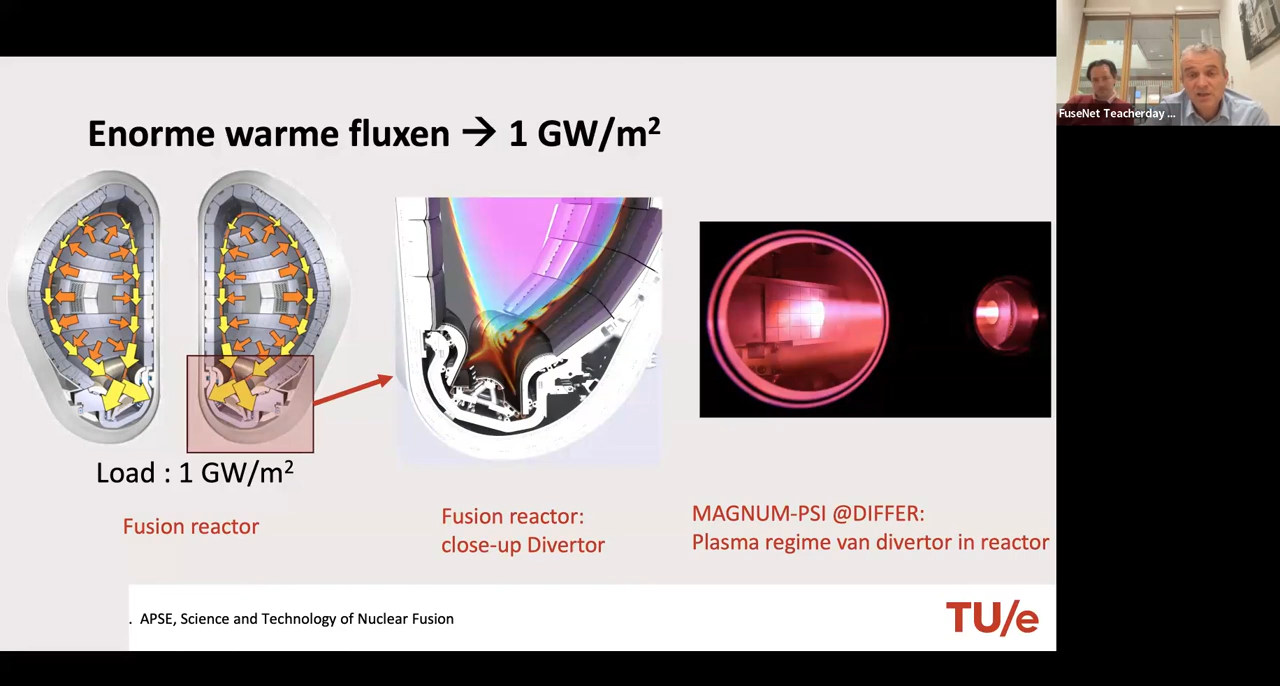 Enorme warme fluxen → 1 GW/m²
FuseNet Teacherday ...
Load : 1 GW/m²
Fusion reactor
Fusion reactor:
close-up Divertor
MAGNUM-PSI @DIFFER:
Plasma regime van divertor in reactor
. APSE, Science and Technology of Nuclear Fusion
TU/e